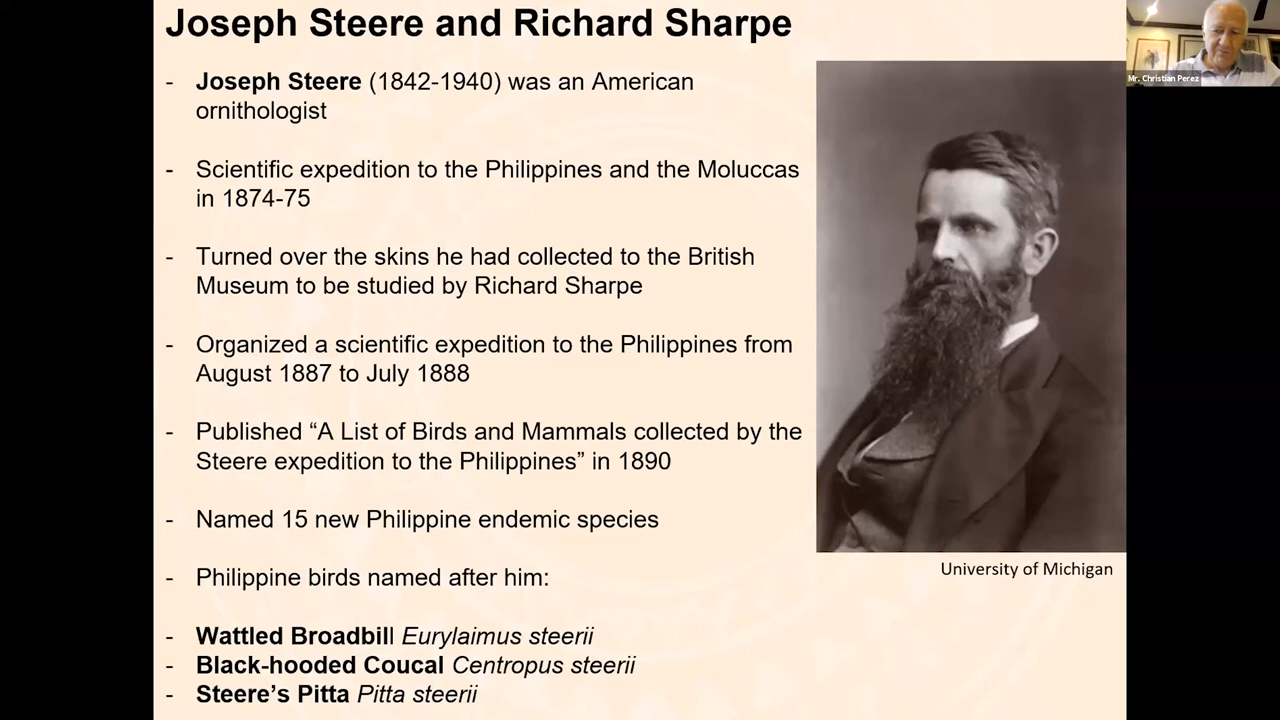 Joseph Steere and Richard Sharpe
- Joseph Steere (1842-1940) was an American
ornithologist
- Scientific expedition to the Philippines and the Moluccas
in 1874-75
- Turned over the skins he had collected to the British
Museum to be studied by Richard Sharpe
- Organized a scientific expedition to the Philippines from
August 1887 to July 1888
- Published “A List of Birds and Mammals collected by the
Steere expedition to the Philippines” in 1890
- Named 15 new Philippine endemic species
- Philippine birds named after him:
- Wattled Broadbill Eurylaimus steerii
- Black-hooded Coucal Centropus steerii
- Steere’s Pitta Pitta steerii
University of Michigan
Mr. Christian Perez